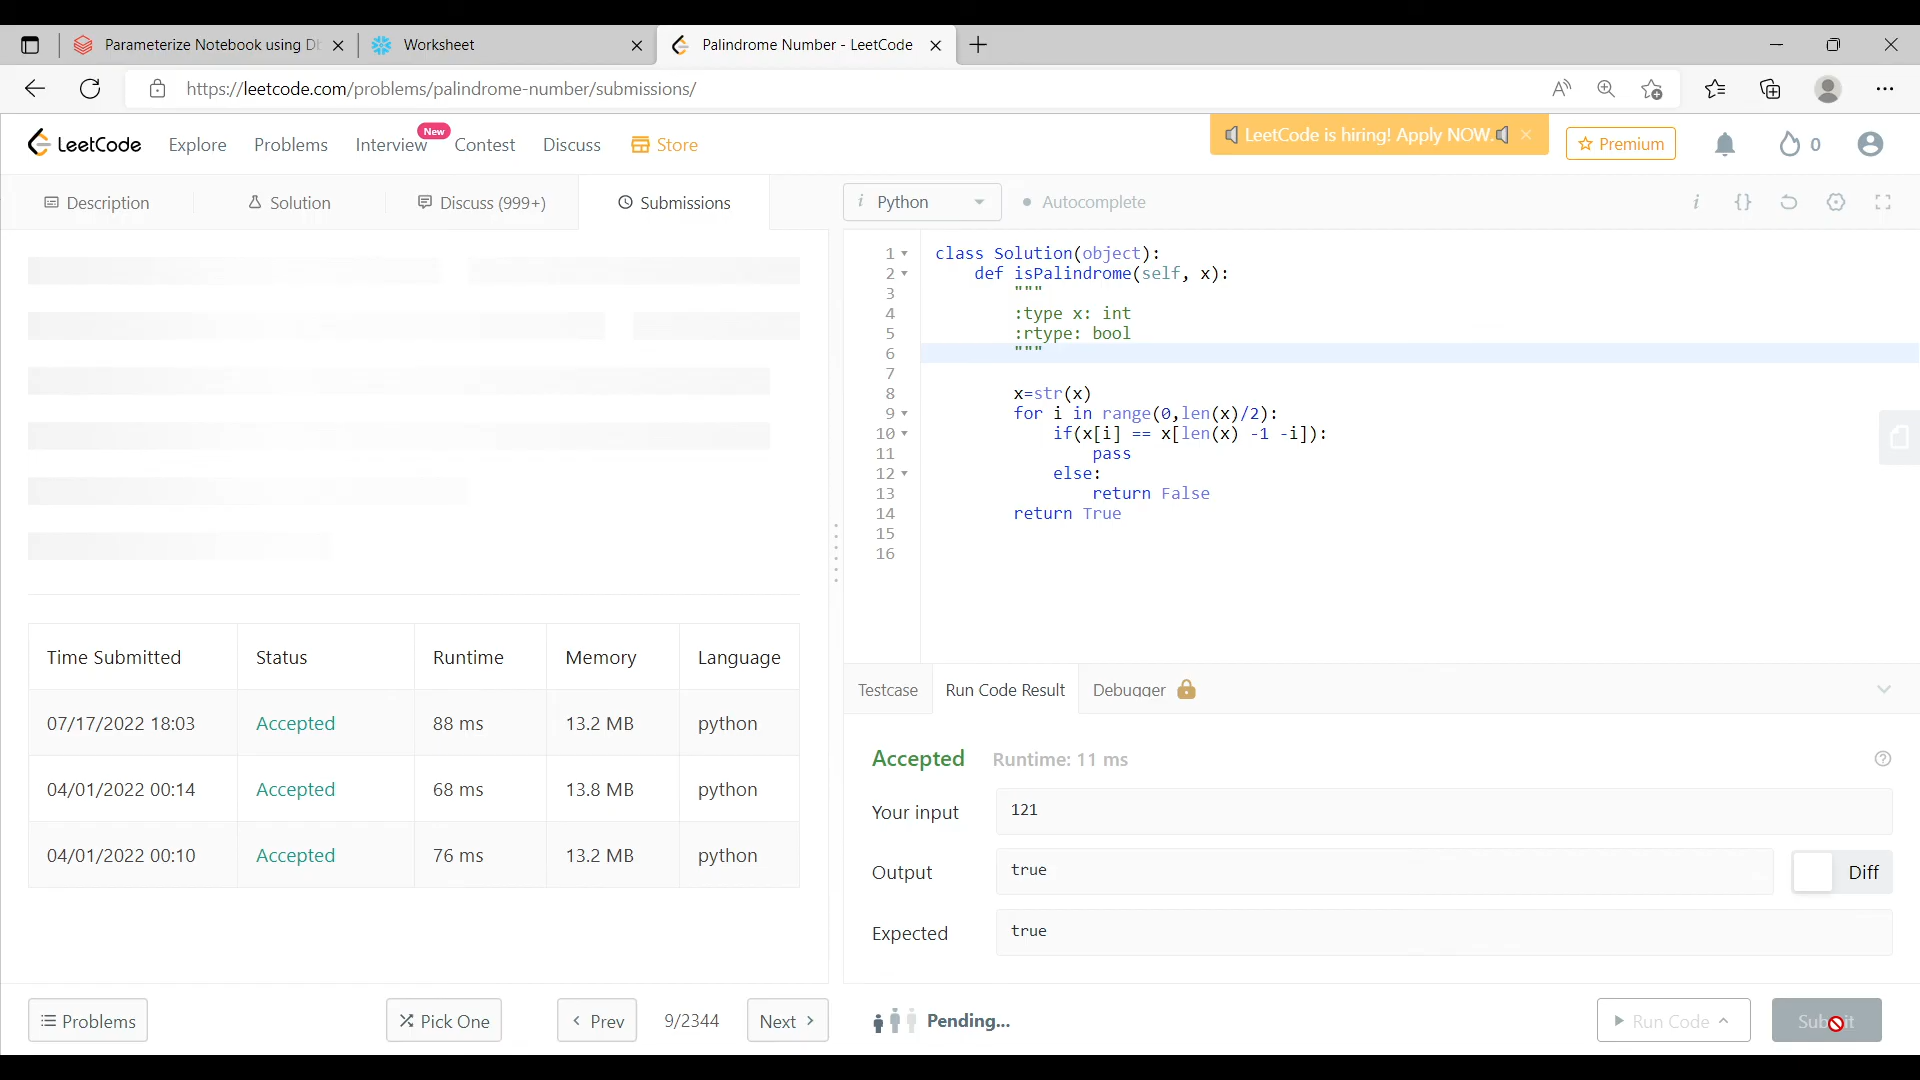 Parameterize Notebook using Db
Worksheet
Palindrome Number - LeetCode
https://leetcode.com/problems/palindrome-number/submissions/
LeetCode
Explore
Problems
Interview
New
Contest
Discuss
Store
LeetCode is hiring! Apply NOW.
Premium
0
Description
Solution
Discuss (999+)
Submissions
i Python
Autocomplete
i
{}
1 class Solution(object):
2 def isPalindrome(self, x):
3 """
4 :type x: int
5 :rtype: bool
6 """
7
8 x=str(x)
9 for i in range(0,len(x)/2):
10 if(x[i] == x[len(x) -1 -i]):
11 pass
12 else:
13 return False
14 return True
15
16
Time Submitted Status Runtime Memory Language
07/17/2022 18:03 Accepted 88 ms 13.2 MB python
04/01/2022 00:14 Accepted 68 ms 13.8 MB python
04/01/2022 00:10 Accepted 76 ms 13.2 MB python
Testcase
Run Code Result
Debugger
Accepted Runtime: 11 ms
Your input 121
Output true
Diff
Expected true
Problems
Pick One
Prev
9/2344
Next
Pending...
Run Code
Submit